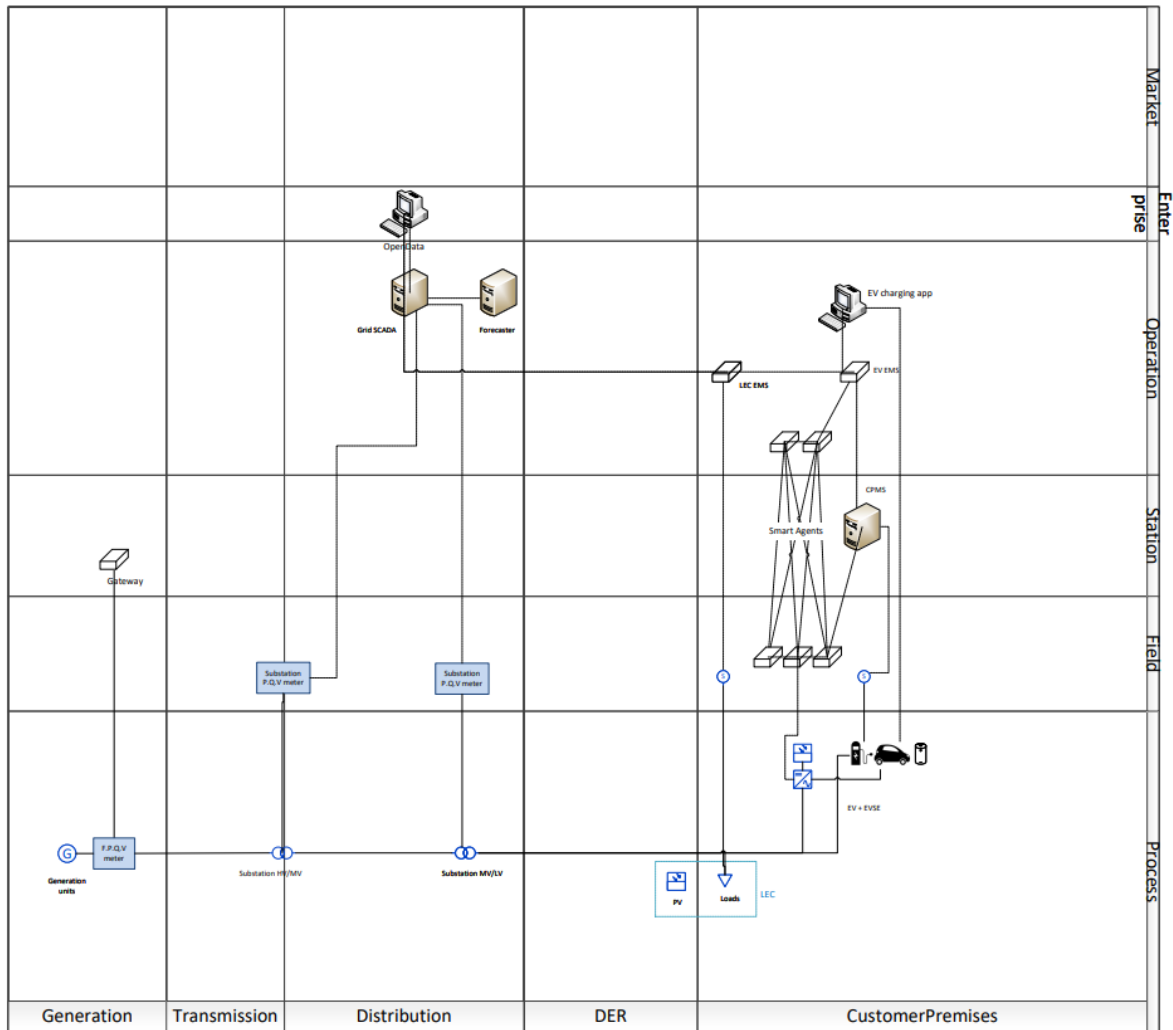 Market
Enter
prise
OpenData
Operation
EV charging app
Grid SCADA
Forecaster
LEC EMS
EV EMS
Station
CPMS
Smart Agents
Gateway
Field
Substation
P.Q,V meter
Substation
P.Q,V meter
S
S
Process
EV + EVSE
G
F.P.Q,V
meter
Generation
units
Substation HV/MV
Substation MV/LV
PV
Loads
LEC
Generation
Transmission
Distribution
DER
CustomerPremises